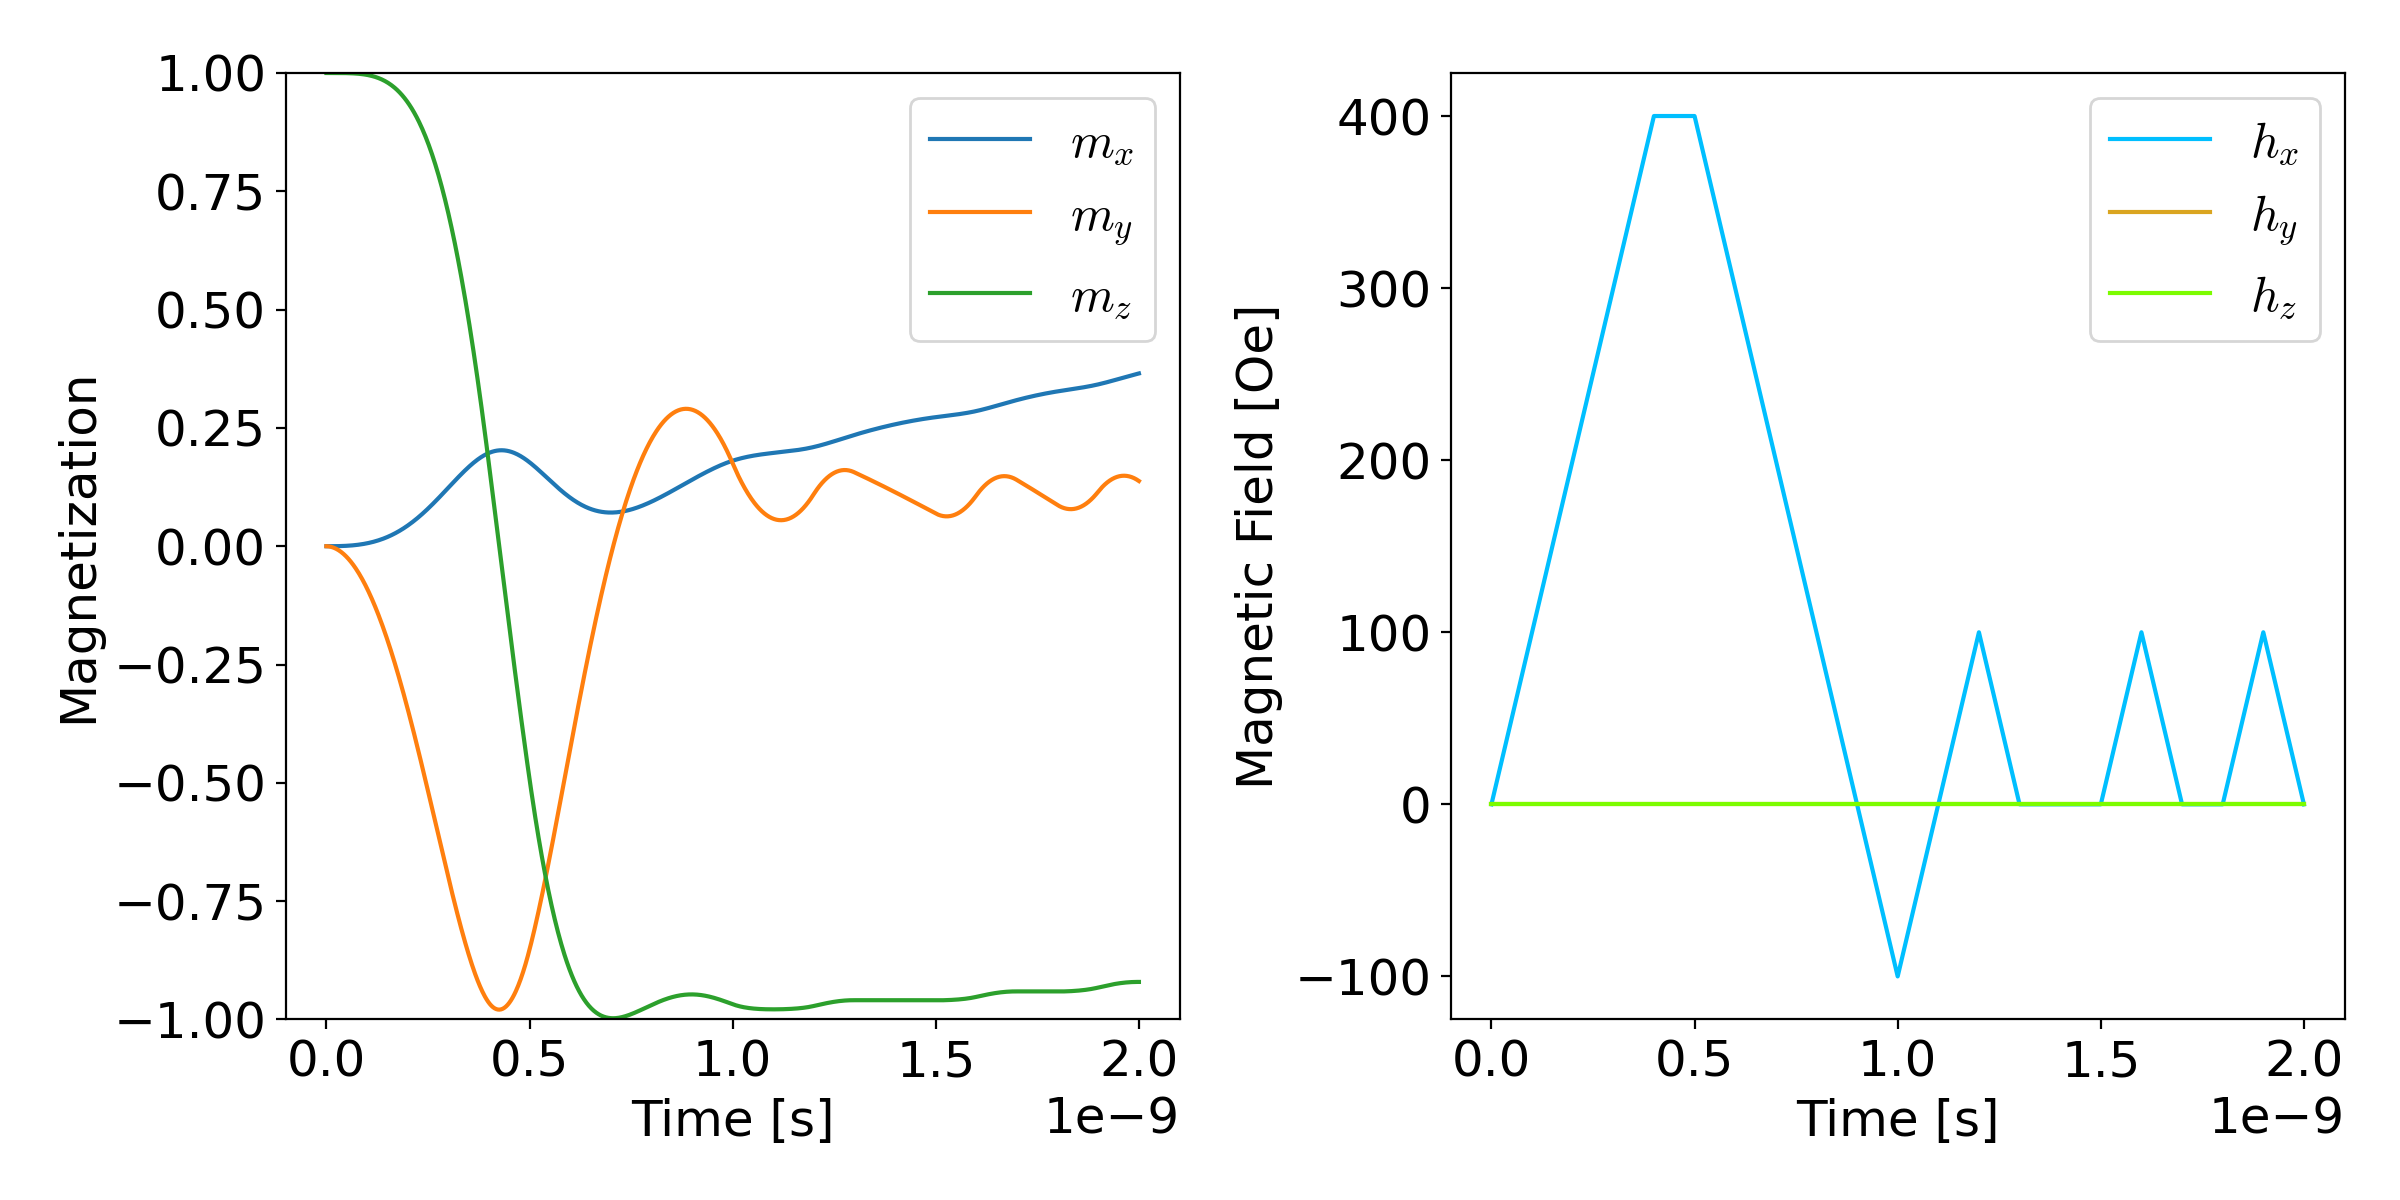 Magnetization
1.00
0.75
0.50
0.25
0.00
−0.25
−0.50
−0.75
−1.00
m_x
m_y
m_z
0.0 0.5 1.0 1.5 2.0
Time [s] 1e−9
Magnetic Field [Oe]
400
300
200
100
0
−100
h_x
h_y
h_z
0.0 0.5 1.0 1.5 2.0
Time [s] 1e−9